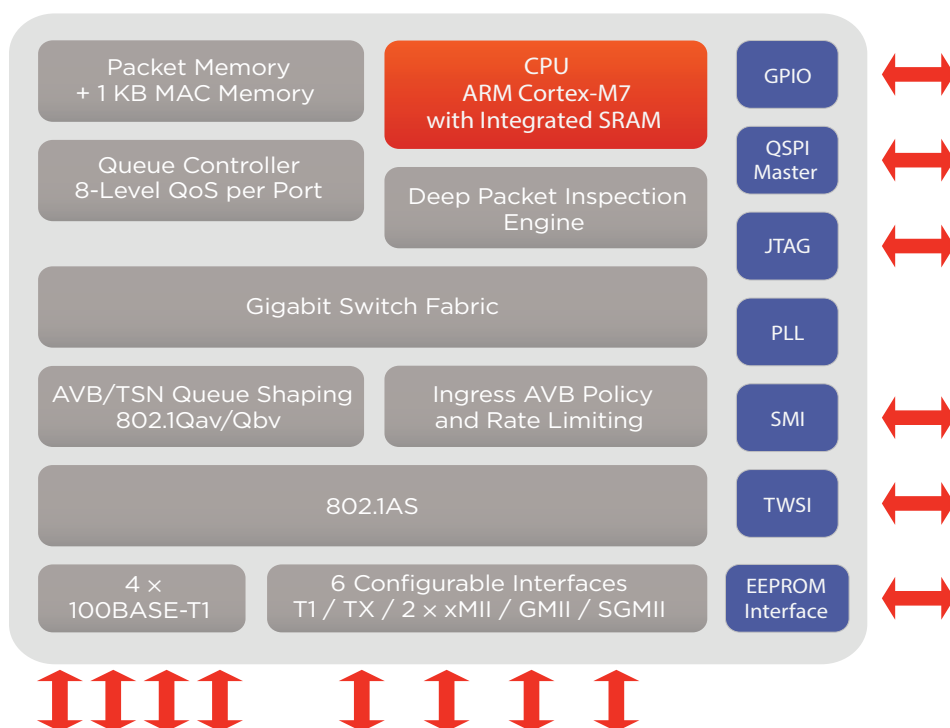 Packet Memory
+ 1 KB MAC Memory
CPU
ARM Cortex-M7
with Integrated SRAM
GPIO
Queue Controller
8-Level QoS per Port
QSPI
Master
Deep Packet Inspection
Engine
JTAG
Gigabit Switch Fabric
PLL
AVB/TSN Queue Shaping
802.1Qav/Qbv
Ingress AVB Policy
and Rate Limiting
SMI
802.1AS
TWSI
4 ×
100BASE-T1
6 Configurable Interfaces
T1 / TX / 2 × xMII / GMII / SGMII
EEPROM
Interface